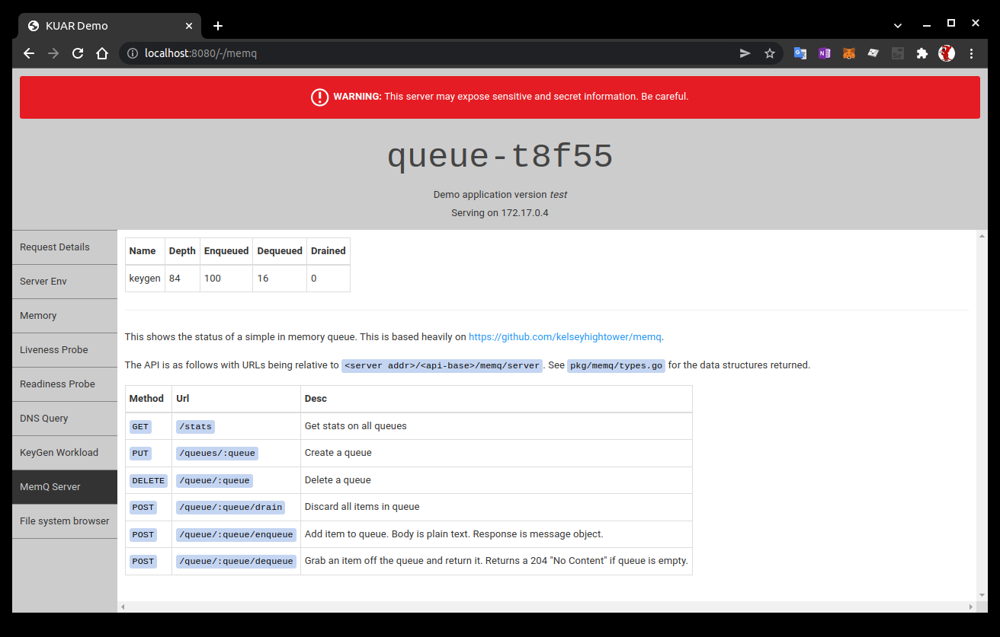 KUAR Demo
localhost:8080/-/memq
WARNING: This server may expose sensitive and secret information. Be careful.
queue-t8f55
Demo application version test
Serving on 172.17.0.4
Request Details
Server Env
Memory
Liveness Probe
Readiness Probe
DNS Query
KeyGen Workload
MemQ Server
File system browser
Name Depth Enqueued Dequeued Drained
keygen 84 100 16 0
This shows the status of a simple in memory queue. This is based heavily on https://github.com/kelseyhightower/memq.
The API is as follows with URLs being relative to <server addr>/<api-base>/memq/server. See pkg/memq/types.go for the data structures returned.
Method Url Desc
GET /stats Get stats on all queues
PUT /queues/:queue Create a queue
DELETE /queue/:queue Delete a queue
POST /queue/:queue/drain Discard all items in queue
POST /queue/:queue/enqueue Add item to queue. Body is plain text. Response is message object.
POST /queue/:queue/dequeue Grab an item off the queue and return it. Returns a 204 "No Content" if queue is empty.